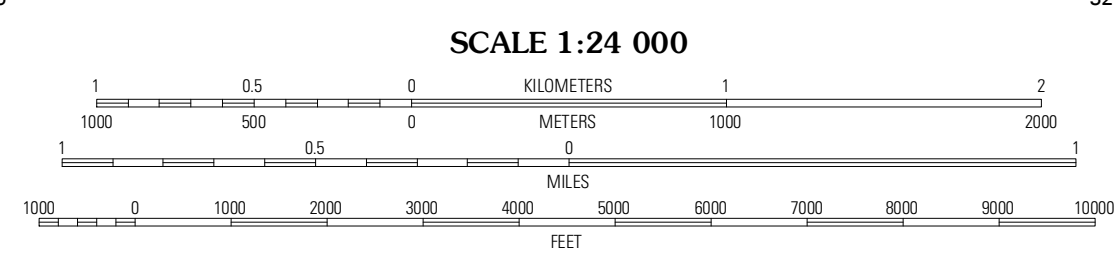 SCALE 1:24 000
1 0.5 0 KILOMETERS 1 2
1000 500 0 METERS 1000 2000
1 0.5 0 1
MILES
1000 0 1000 2000 3000 4000 5000 6000 7000 8000 9000 10000
FEET